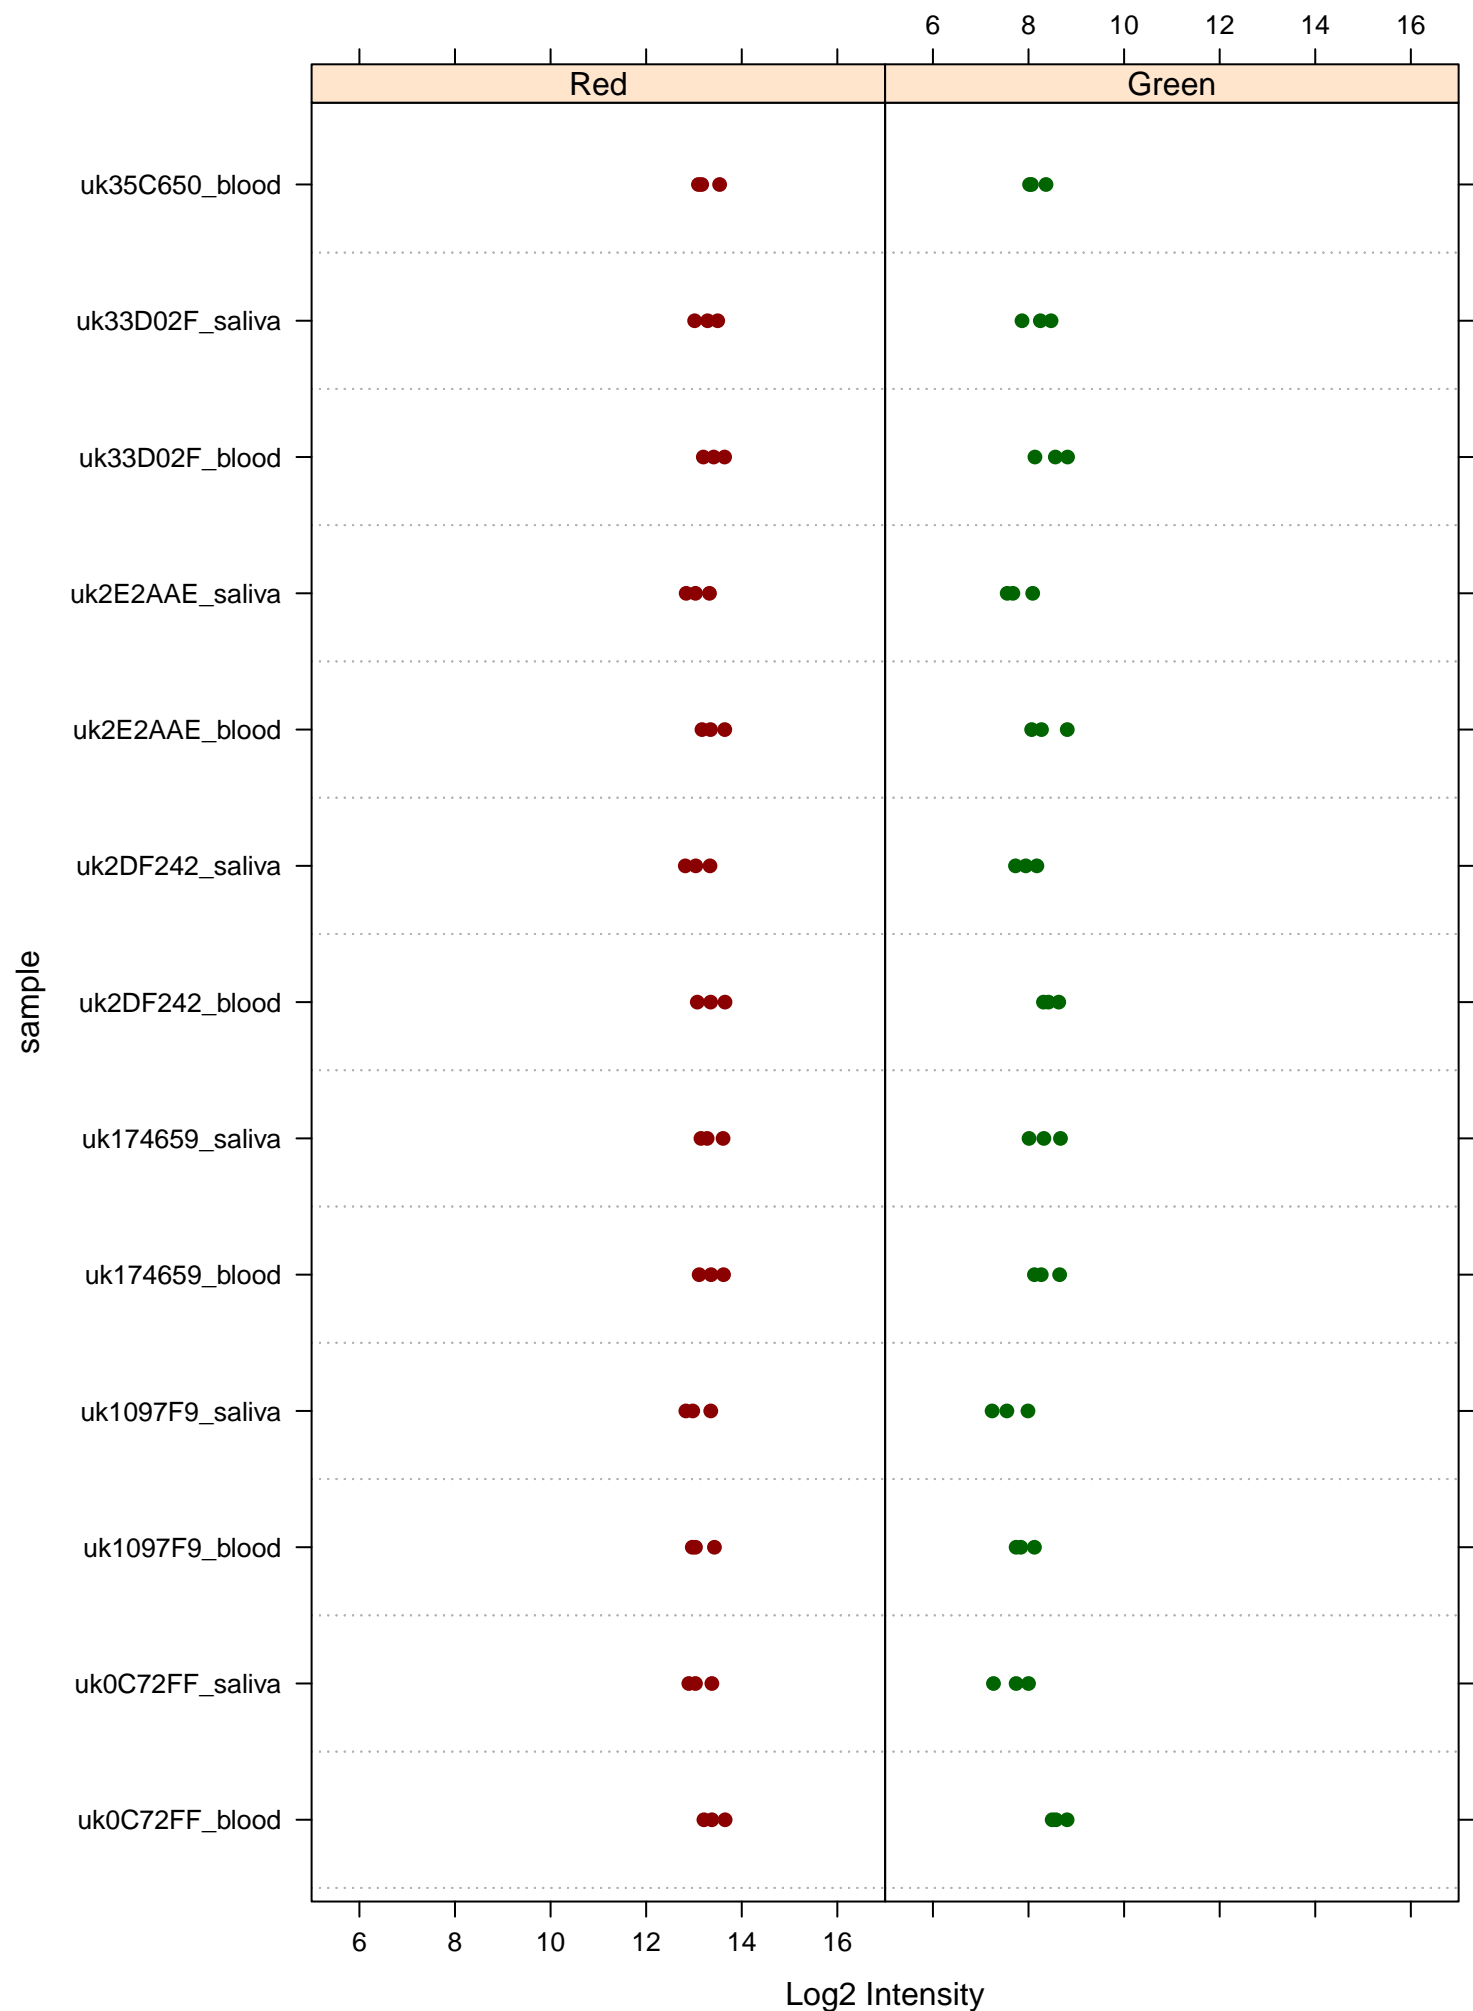 6 8 10 12 14 16
Red Green
uk35C650_blood
uk33D02F_saliva
uk33D02F_blood
uk2E2AAE_saliva
uk2E2AAE_blood
uk2DF242_saliva
uk2DF242_blood
uk174659_saliva
uk174659_blood
uk1097F9_saliva
uk1097F9_blood
uk0C72FF_saliva
uk0C72FF_blood
sample
6 8 10 12 14 16
Log2 Intensity